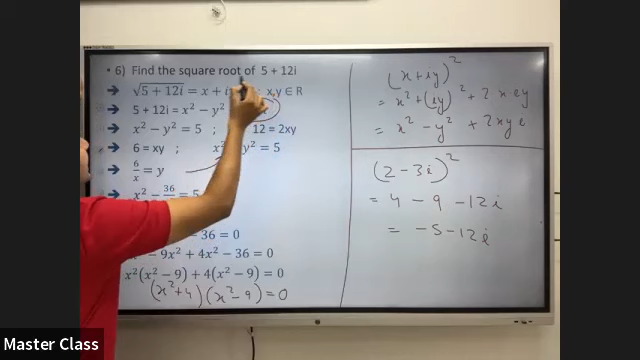 • 6) Find the square root of 5 + 12i
→ √5 + 12i = x + i ; x,y ∈ R
→ 5 + 12i = x² − y²
→ x² − y² = 5 ; 12 = 2xy
→ 6 = xy ; x² y² = 5
→ 6/x = y
→ x² − 36/ = 5
− 36 = 0
− 9x² + 4x² − 36 = 0
x²(x² − 9) + 4(x² − 9) = 0
(x²+4)(x²−9) = 0
(x+iy)²
= x² + (iy)² + 2xiy
= x² − y² + 2xyi
(2 − 3i)²
= 4 − 9 − 12i
= −5 − 12i
Master Class